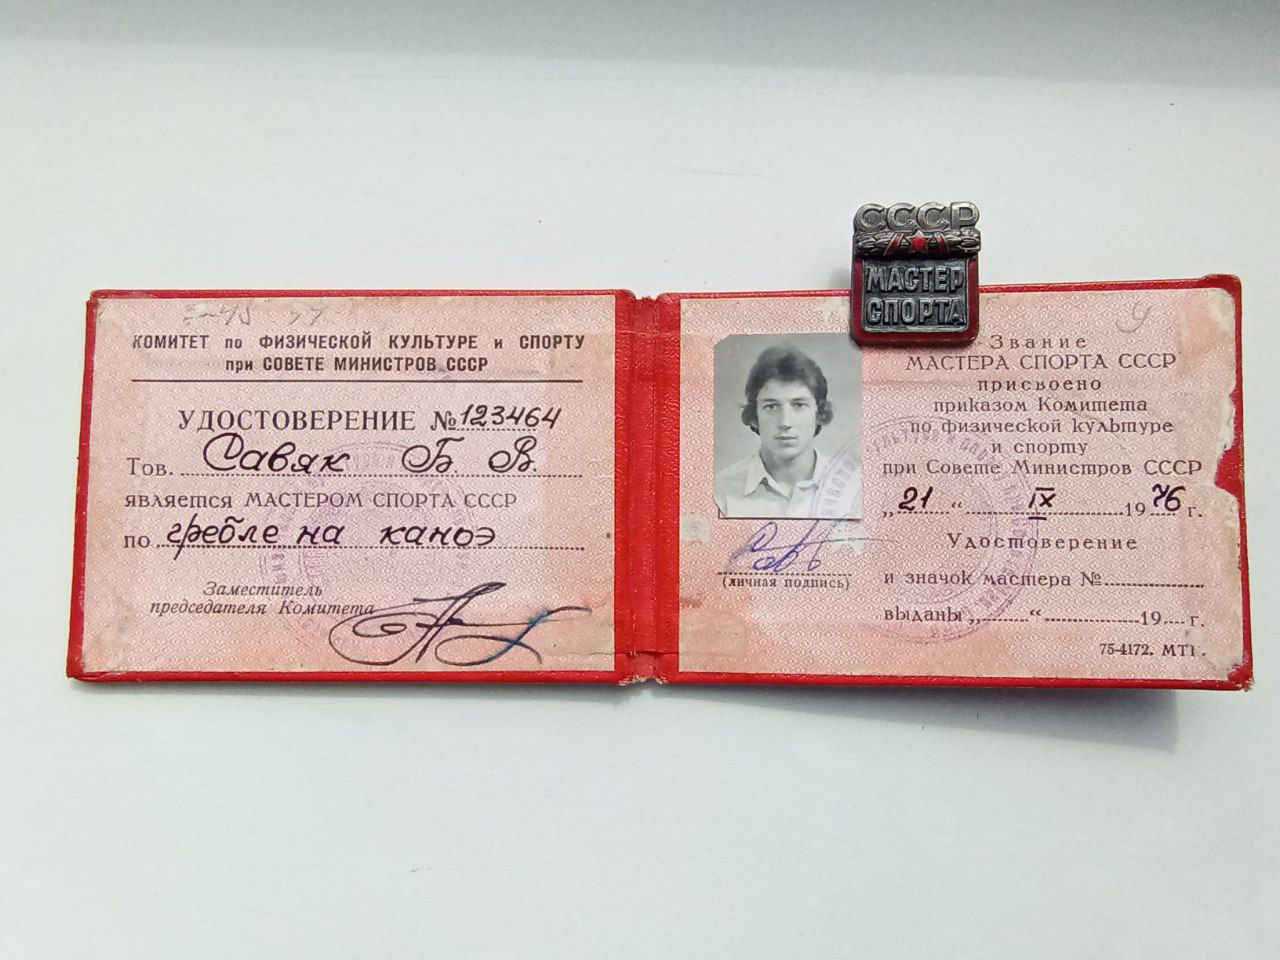 КОМИТЕТ по ФИЗИЧЕСКОЙ КУЛЬТУРЕ и СПОРТУ
при СОВЕТЕ МИНИСТРОВ СССР
УДОСТОВЕРЕНИЕ №123464
Тов. Савяк Б. В.
является МАСТЕРОМ СПОРТА СССР
по гребле на каноэ
Заместитель
председателя Комитета
СССР
МАСТЕР
СПОРТА
Звание
МАСТЕРА СПОРТА СССР
присвоено
приказом Комитета
по физической культуре
и спорту
при Совете Министров СССР
„21“ IX 1976 г.
Удостоверение
(личная подпись)
и значок мастера №
выданы „ “ 19 г.
75-4172. МТГ.